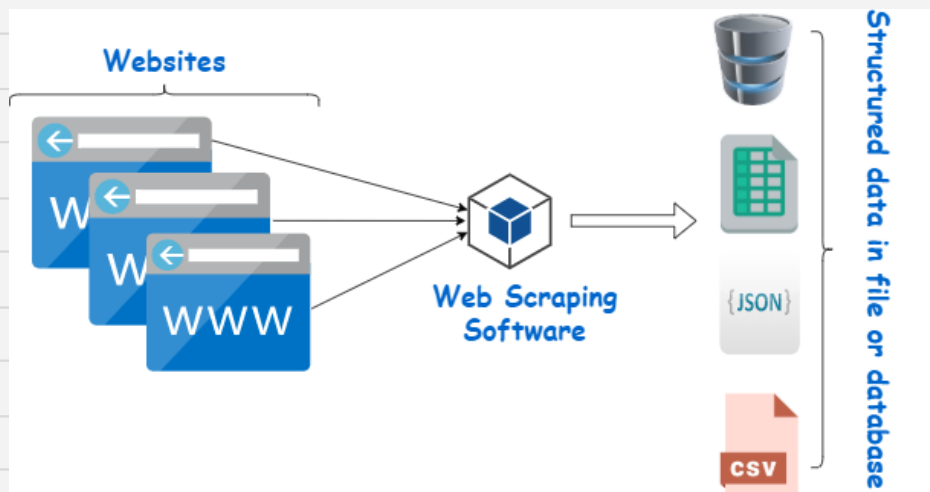 Websites
W
W
WWW
Web Scraping
Software
{JSON}
CSV
Structured data in file or database